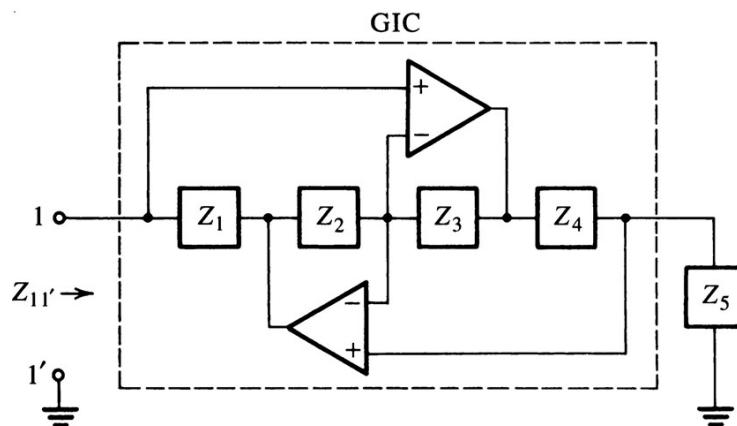 GIC
+
−
1
Z₁
Z₂
Z₃
Z₄
Z₁₁′
−
+
Z₅
1′